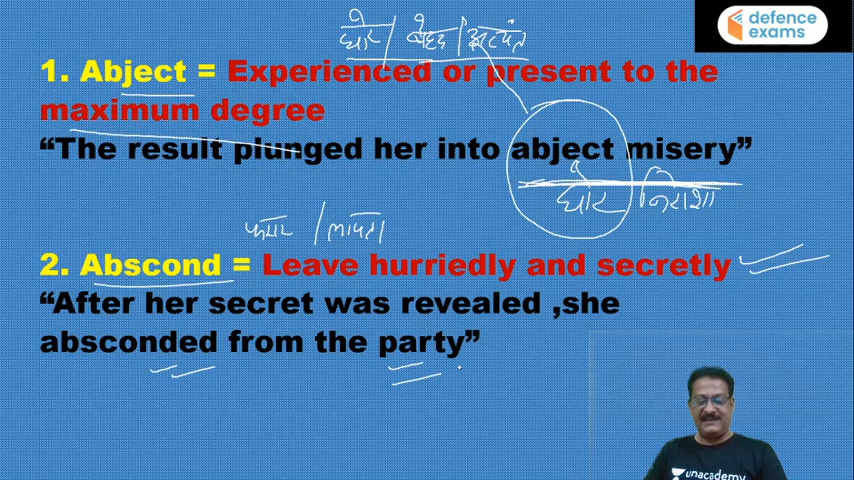 घोर / बेहद / अत्यंत
defence
exams
1. Abject = Experienced or present to the
maximum degree
“The result plunged her into abject misery”
घोर / निराशा
फरार / लापता
2. Abscond = Leave hurriedly and secretly
“After her secret was revealed ,she
absconded from the party”
unacademy